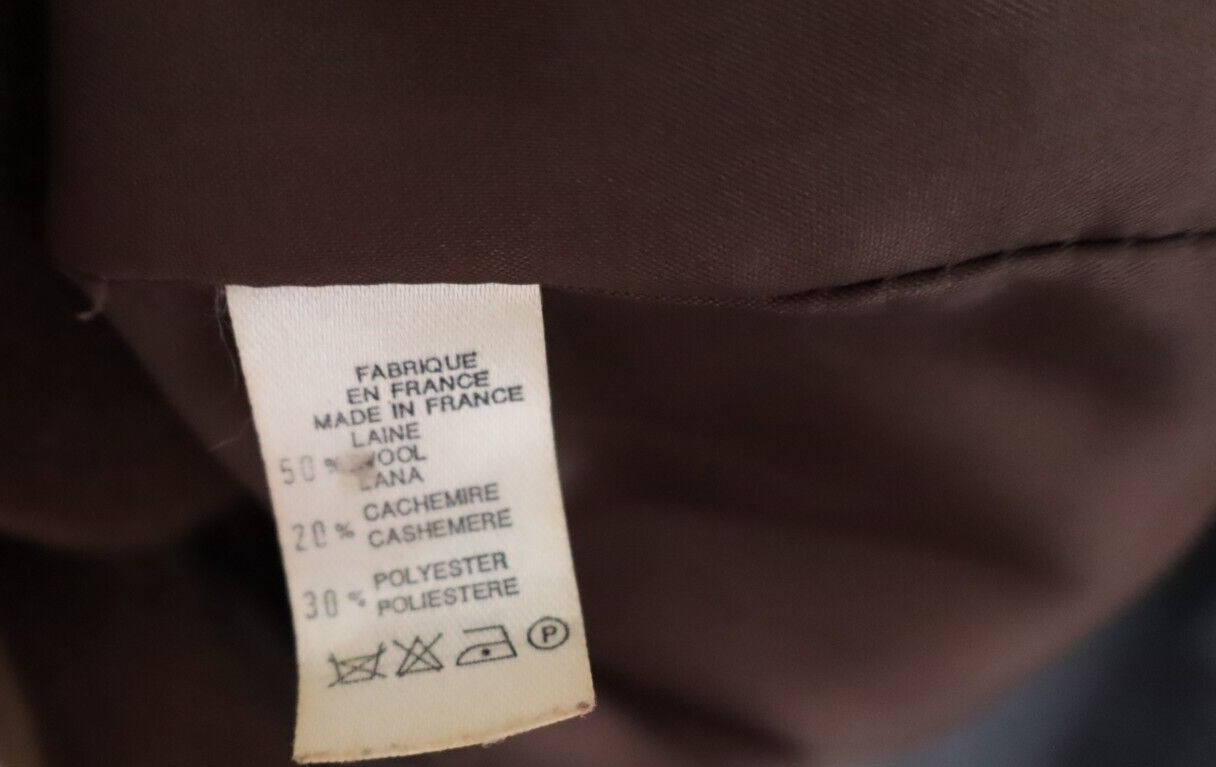 FABRIQUE
EN FRANCE
MADE IN FRANCE
LAINE
50 % WOOL
LANA
CACHEMIRE
20 % CASHEMERE
POLYESTER
30 % POLIESTERE
P